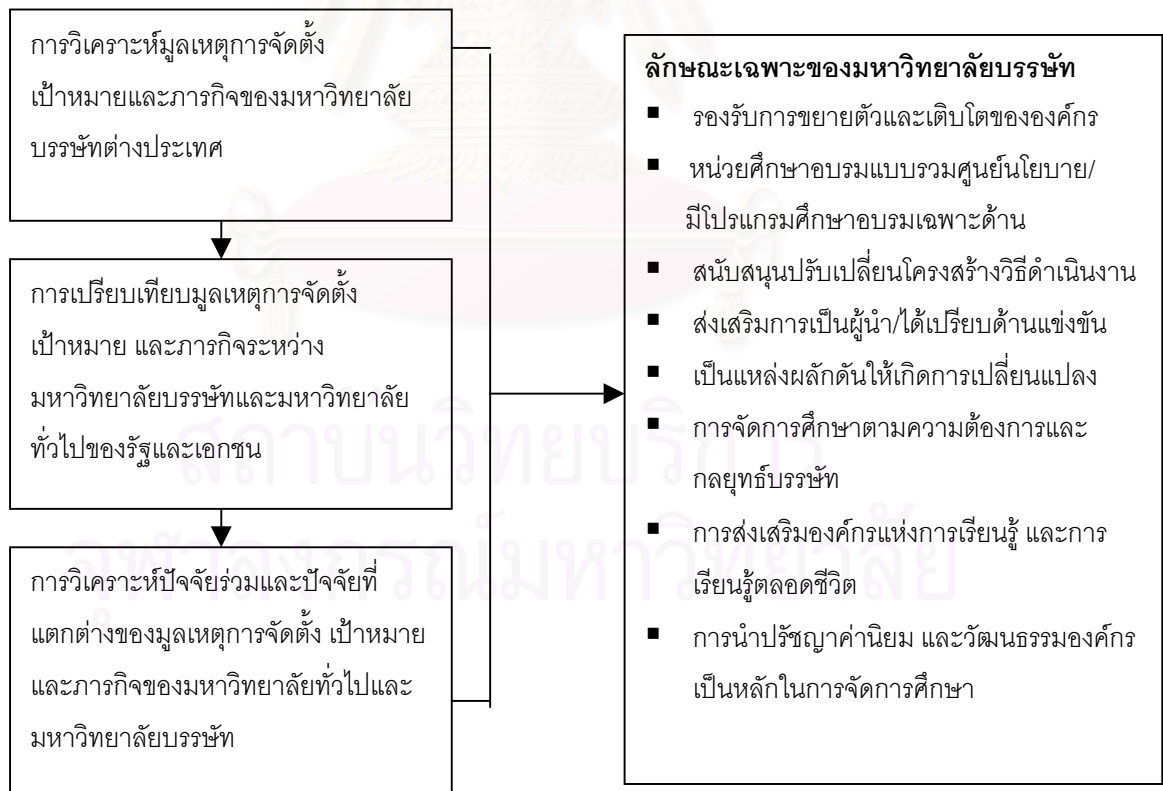 การวิเคราะห์มูลเหตุการจัดตั้ง
เป้าหมายและภารกิจของมหาวิทยาลัย
บรรษัทต่างประเทศ
การเปรียบเทียบมูลเหตุการจัดตั้ง
เป้าหมาย และภารกิจระหว่าง
มหาวิทยาลัยบรรษัทและมหาวิทยาลัย
ทั่วไปของรัฐและเอกชน
การวิเคราะห์ปัจจัยร่วมและปัจจัยที่
แตกต่างของมูลเหตุการจัดตั้ง เป้าหมาย
และภารกิจของมหาวิทยาลัยทั่วไปและ
มหาวิทยาลัยบรรษัท
ลักษณะเฉพาะของมหาวิทยาลัยบรรษัท
▪ รองรับการขยายตัวและเติบโตขององค์กร
▪ หน่วยศึกษาอบรมแบบรวมศูนย์นโยบาย/
มีโปรแกรมศึกษาอบรมเฉพาะด้าน
▪ สนับสนุนปรับเปลี่ยนโครงสร้างวิธีดำเนินงาน
▪ ส่งเสริมการเป็นผู้นำ/ได้เปรียบด้านแข่งขัน
▪ เป็นแหล่งผลักดันให้เกิดการเปลี่ยนแปลง
▪ การจัดการศึกษาตามความต้องการและ
กลยุทธ์บรรษัท
▪ การส่งเสริมองค์กรแห่งการเรียนรู้ และการ
เรียนรู้ตลอดชีวิต
▪ การนำปรัชญาค่านิยม และวัฒนธรรมองค์กร
เป็นหลักในการจัดการศึกษา
สถาบันวิทยบริการ
จุฬาลงกรณ์มหาวิทยาลัย